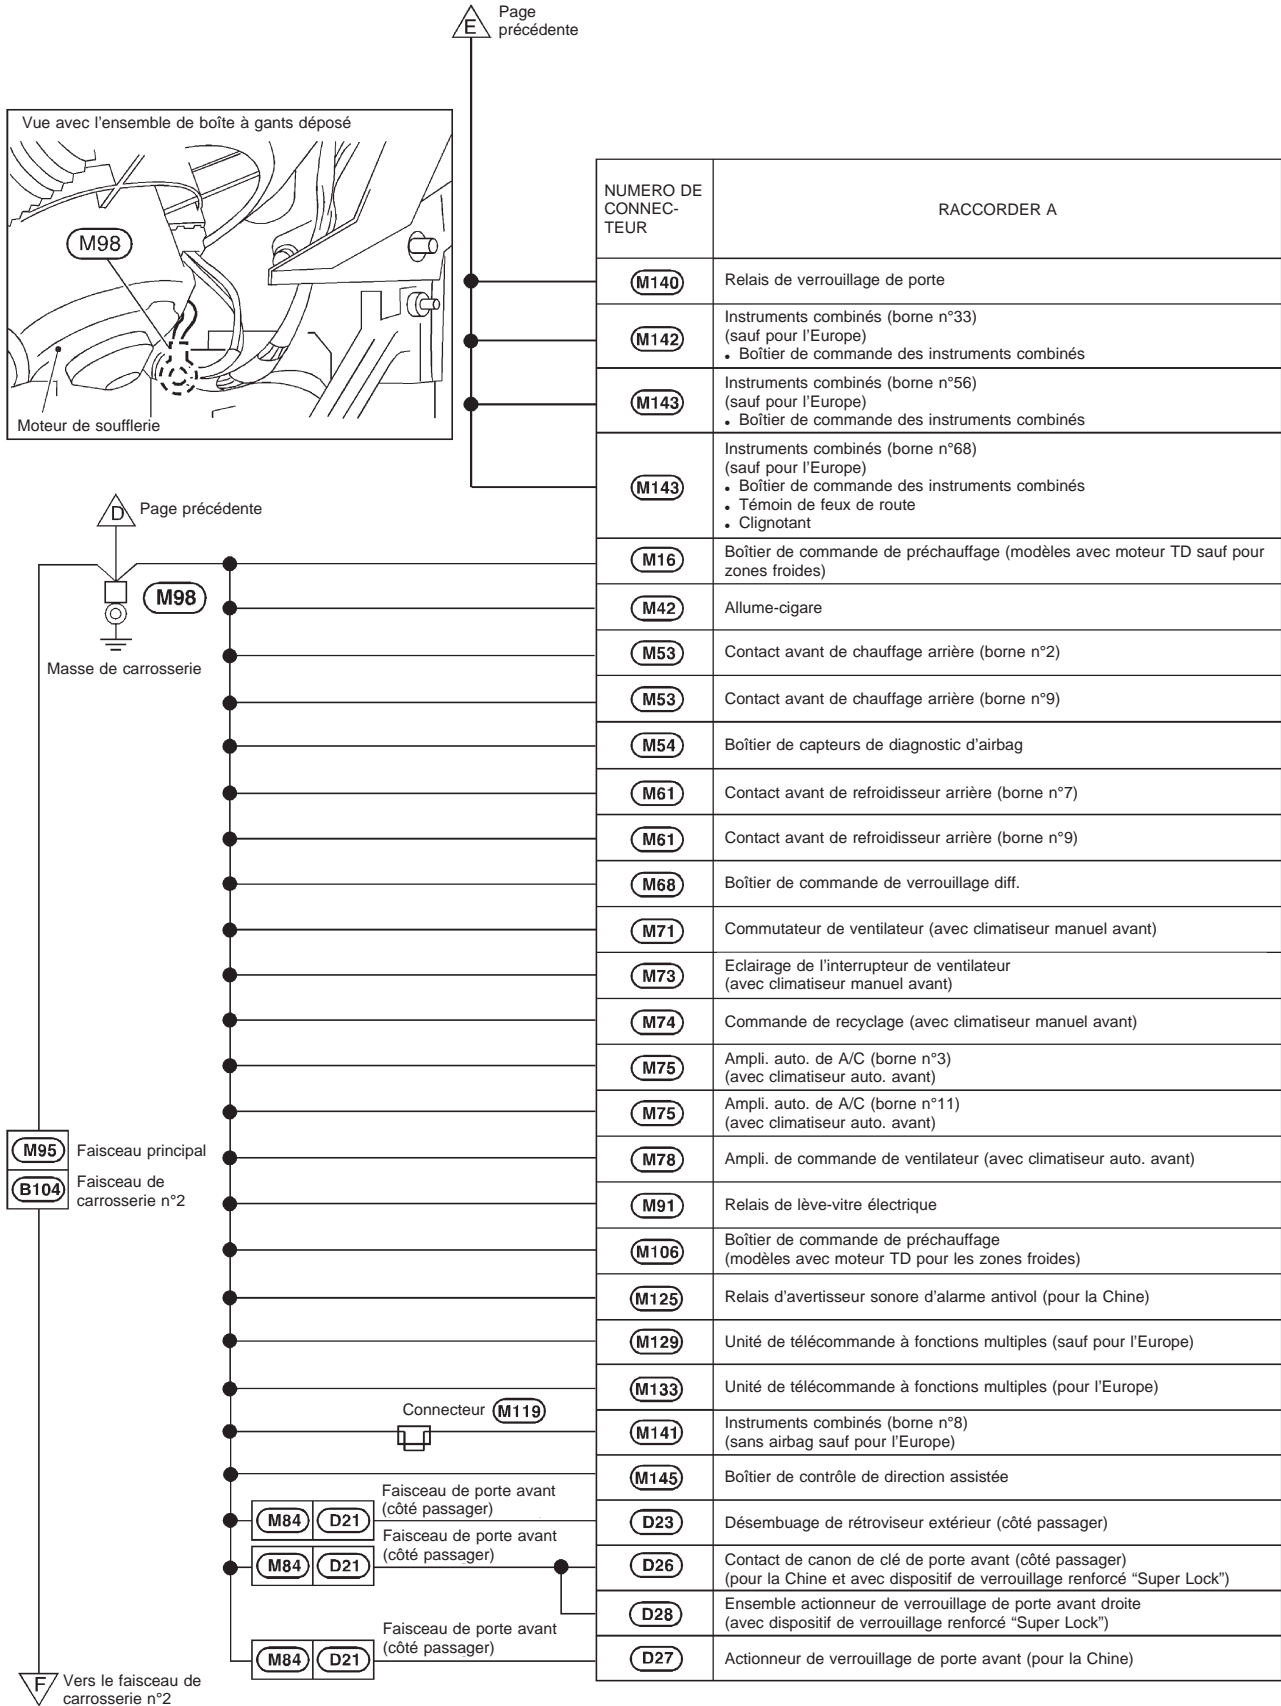 E
Page
précédente
Vue avec l'ensemble de boîte à gants déposé
M98
Moteur de soufflerie
NUMERO DE
CONNEC-
TEUR
RACCORDER A
M140
Relais de verrouillage de porte
M142
Instruments combinés (borne n°33)
(sauf pour l'Europe)
• Boîtier de commande des instruments combinés
M143
Instruments combinés (borne n°56)
(sauf pour l'Europe)
• Boîtier de commande des instruments combinés
M143
Instruments combinés (borne n°68)
(sauf pour l'Europe)
• Boîtier de commande des instruments combinés
• Témoin de feux de route
• Clignotant
D
Page précédente
M98
Masse de carrosserie
M16
Boîtier de commande de préchauffage (modèles avec moteur TD sauf pour
zones froides)
M42
Allume-cigare
M53
Contact avant de chauffage arrière (borne n°2)
M53
Contact avant de chauffage arrière (borne n°9)
M54
Boîtier de capteurs de diagnostic d'airbag
M61
Contact avant de refroidisseur arrière (borne n°7)
M61
Contact avant de refroidisseur arrière (borne n°9)
M68
Boîtier de commande de verrouillage diff.
M71
Commutateur de ventilateur (avec climatiseur manuel avant)
M73
Eclairage de l'interrupteur de ventilateur
(avec climatiseur manuel avant)
M74
Commande de recyclage (avec climatiseur manuel avant)
M75
Ampli. auto. de A/C (borne n°3)
(avec climatiseur auto. avant)
M75
Ampli. auto. de A/C (borne n°11)
(avec climatiseur auto. avant)
M95
Faisceau principal
B104
Faisceau de
carrosserie n°2
M78
Ampli. de commande de ventilateur (avec climatiseur auto. avant)
M91
Relais de lève-vitre électrique
M106
Boîtier de commande de préchauffage
(modèles avec moteur TD pour les zones froides)
M125
Relais d'avertisseur sonore d'alarme antivol (pour la Chine)
M129
Unité de télécommande à fonctions multiples (sauf pour l'Europe)
M133
Unité de télécommande à fonctions multiples (pour l'Europe)
Connecteur M119
M141
Instruments combinés (borne n°8)
(sans airbag sauf pour l'Europe)
M145
Boîtier de contrôle de direction assistée
Faisceau de porte avant
(côté passager)
M84 D21
D23
Désembuage de rétroviseur extérieur (côté passager)
Faisceau de porte avant
(côté passager)
M84 D21
D26
Contact de canon de clé de porte avant (côté passager)
(pour la Chine et avec dispositif de verrouillage renforcé “Super Lock”)
D28
Ensemble actionneur de verrouillage de porte avant droite
(avec dispositif de verrouillage renforcé “Super Lock”)
Faisceau de porte avant
(côté passager)
M84 D21
D27
Actionneur de verrouillage de porte avant (pour la Chine)
F
Vers le faisceau de
carrosserie n°2